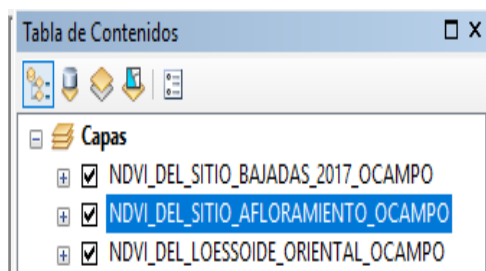 Tabla de Contenidos
Capas
NDVI_DEL_SITIO_BAJADAS_2017_OCAMPO
NDVI_DEL_SITIO_AFLORAMIENTO_OCAMPO
NDVI_DEL_LOESSOIDE_ORIENTAL_OCAMPO